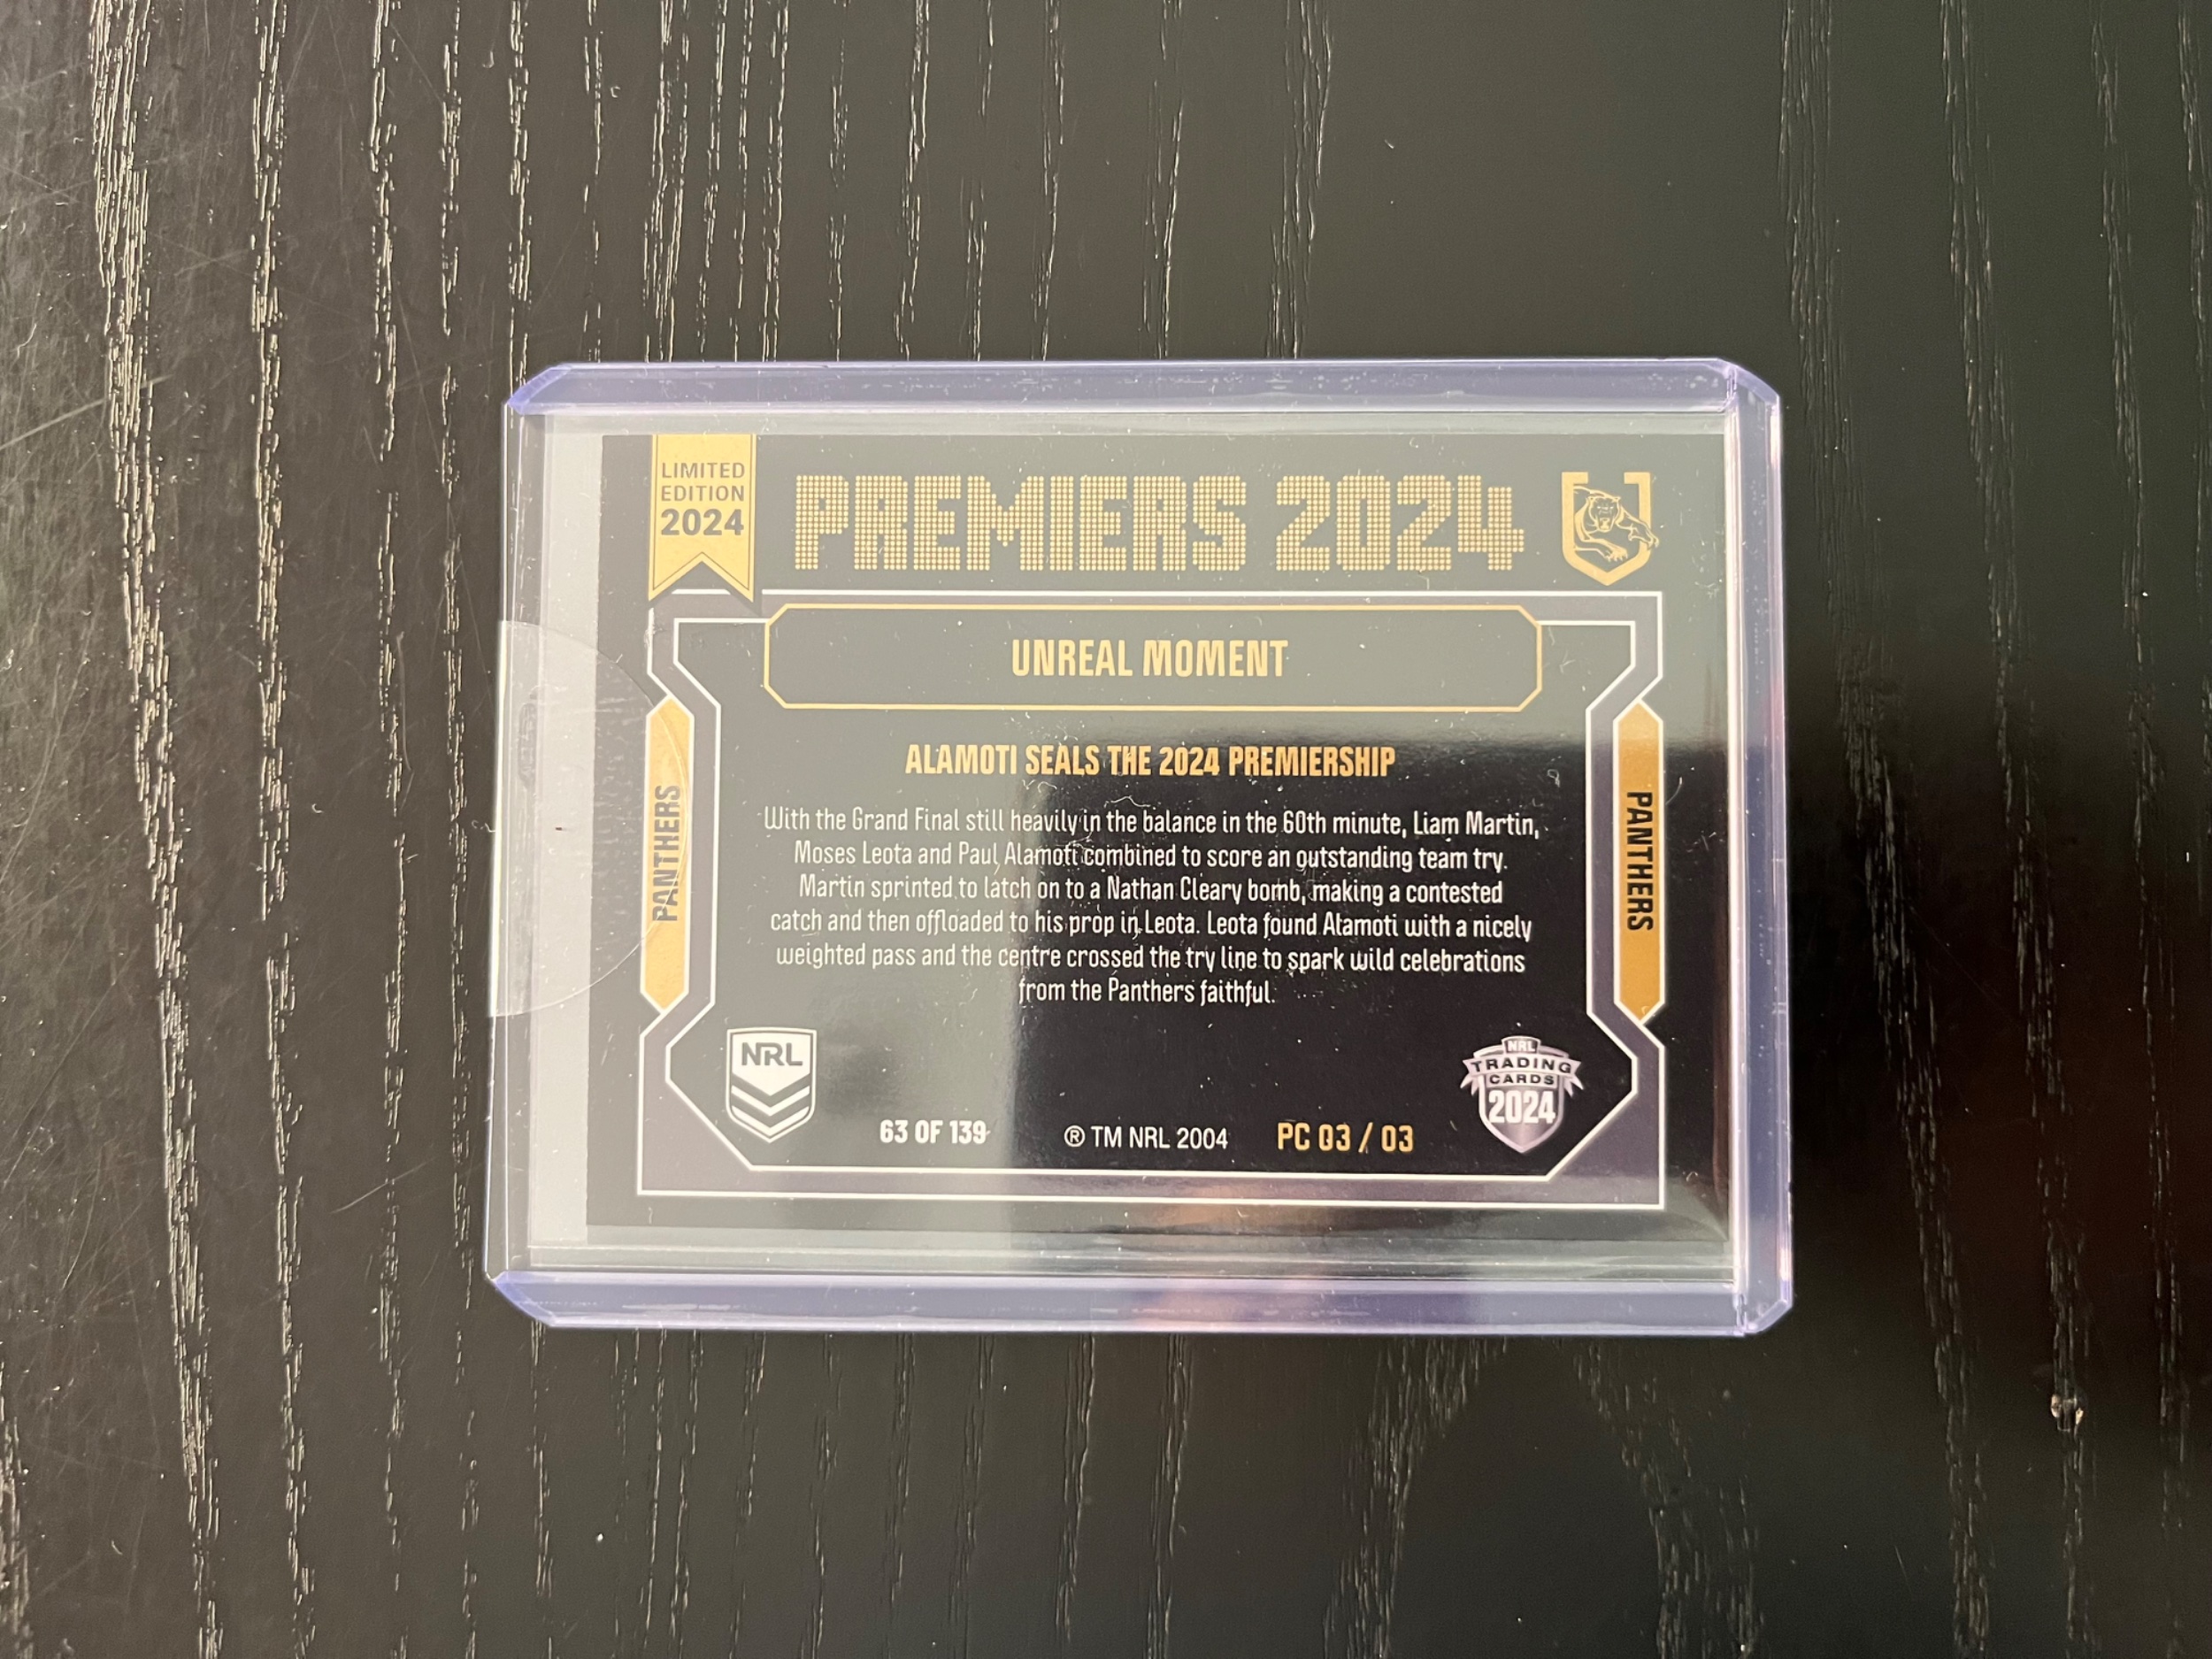 LIMITED
EDITION
2024
PREMIERS 2024
UNREAL MOMENT
ALAMOTI SEALS THE 2024 PREMIERSHIP
With the Grand Final still heavily in the balance in the 60th minute, Liam Martin,
Moses Leota and Paul Alamoti combined to score an outstanding team try.
Martin sprinted to latch on to a Nathan Cleary bomb, making a contested
catch and then offloaded to his prop in Leota. Leota found Alamoti with a nicely
weighted pass and the centre crossed the try line to spark wild celebrations
from the Panthers faithful.
PANTHERS
PANTHERS
NRL
63 OF 139
® TM NRL 2004
PC 03 / 03
NRL
TRADING
CARDS
2024